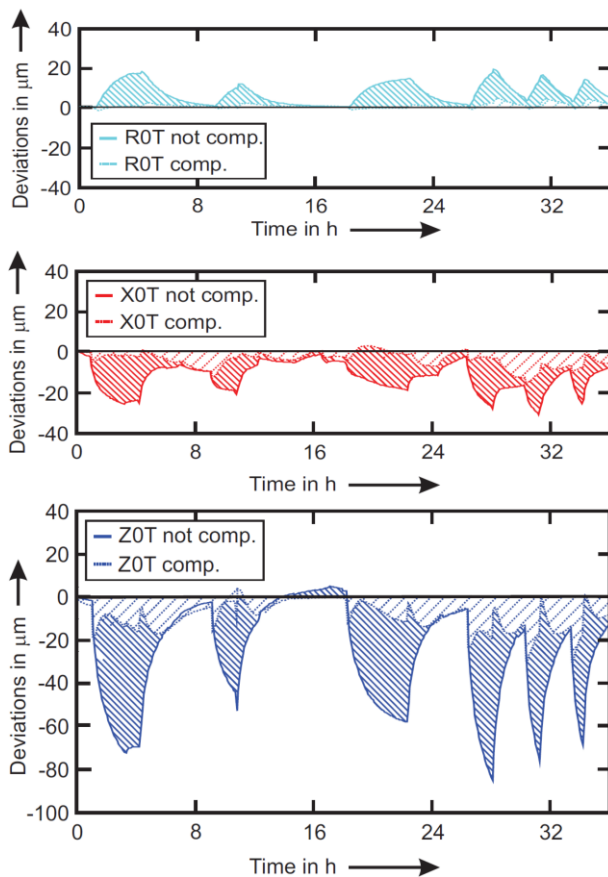 40
20
0
-20
-40
Deviations in μm
R0T not comp.
R0T comp.
0 8 16 24 32
Time in h
40
20
0
-20
-40
Deviations in μm
X0T not comp.
X0T comp.
0 8 16 24 32
Time in h
40
20
0
-20
-40
-60
-80
-100
Deviations in μm
Z0T not comp.
Z0T comp.
0 8 16 24 32
Time in h